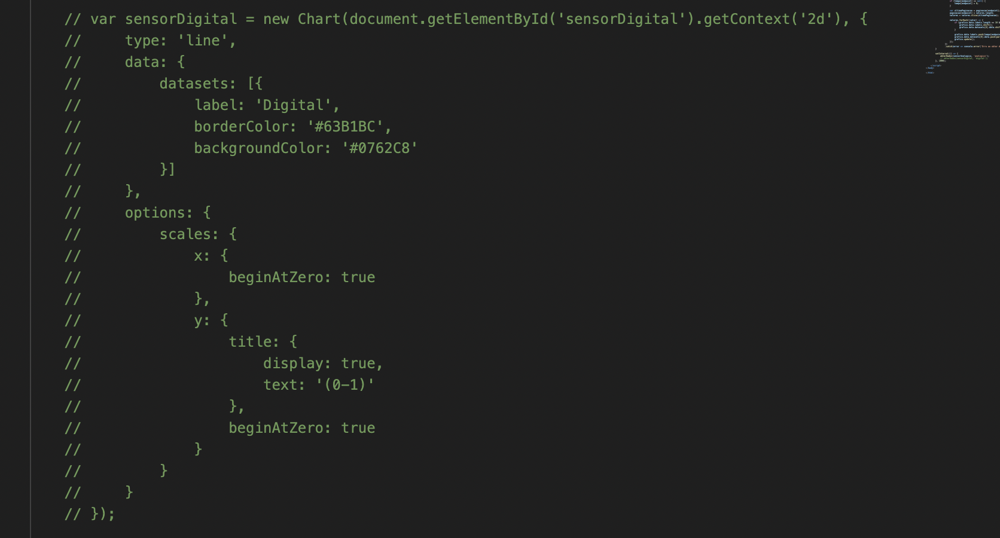 // var sensorDigital = new Chart(document.getElementById('sensorDigital').getContext('2d'), {
//     type: 'line',
//     data: {
//         datasets: [{
//             label: 'Digital',
//             borderColor: '#63B1BC',
//             backgroundColor: '#0762C8'
//         }]
//     },
//     options: {
//         scales: {
//             x: {
//                 beginAtZero: true
//             },
//             y: {
//                 title: {
//                     display: true,
//                     text: '(0-1)'
//                 },
//                 beginAtZero: true
//             }
//         }
//     }
// });